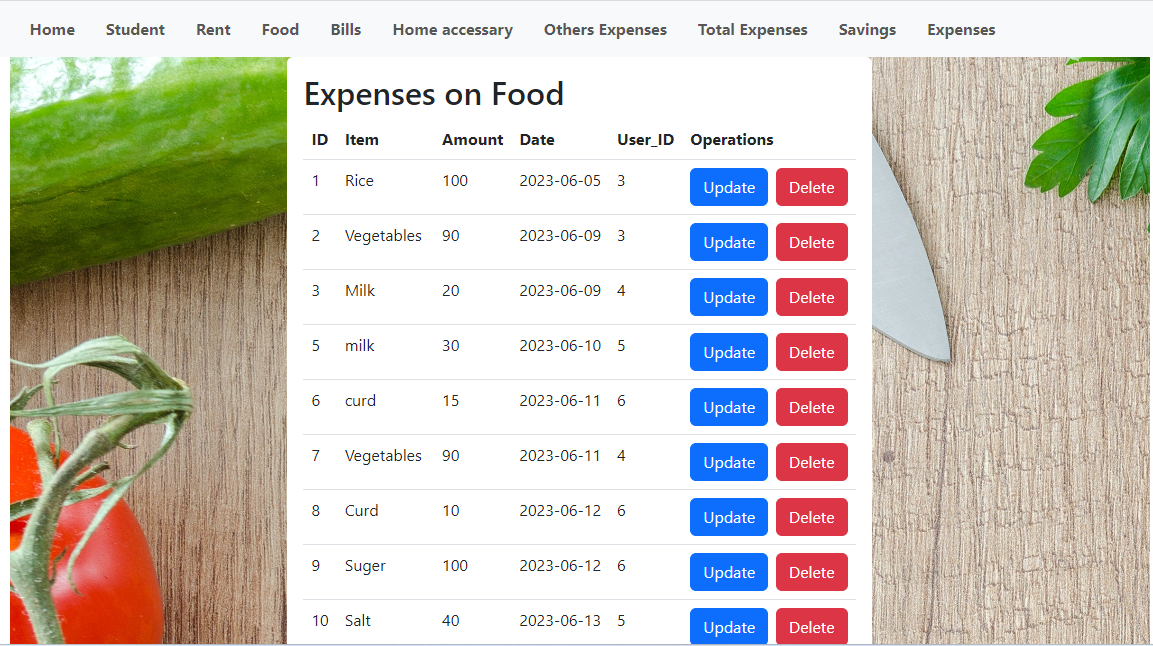 Home Student Rent Food Bills Home accessary Others Expenses Total Expenses Savings Expenses
Expenses on Food
ID Item Amount Date User_ID Operations
1 Rice 100 2023-06-05 3 Update Delete
2 Vegetables 90 2023-06-09 3 Update Delete
3 Milk 20 2023-06-09 4 Update Delete
5 milk 30 2023-06-10 5 Update Delete
6 curd 15 2023-06-11 6 Update Delete
7 Vegetables 90 2023-06-11 4 Update Delete
8 Curd 10 2023-06-12 6 Update Delete
9 Suger 100 2023-06-12 6 Update Delete
10 Salt 40 2023-06-13 5 Update Delete